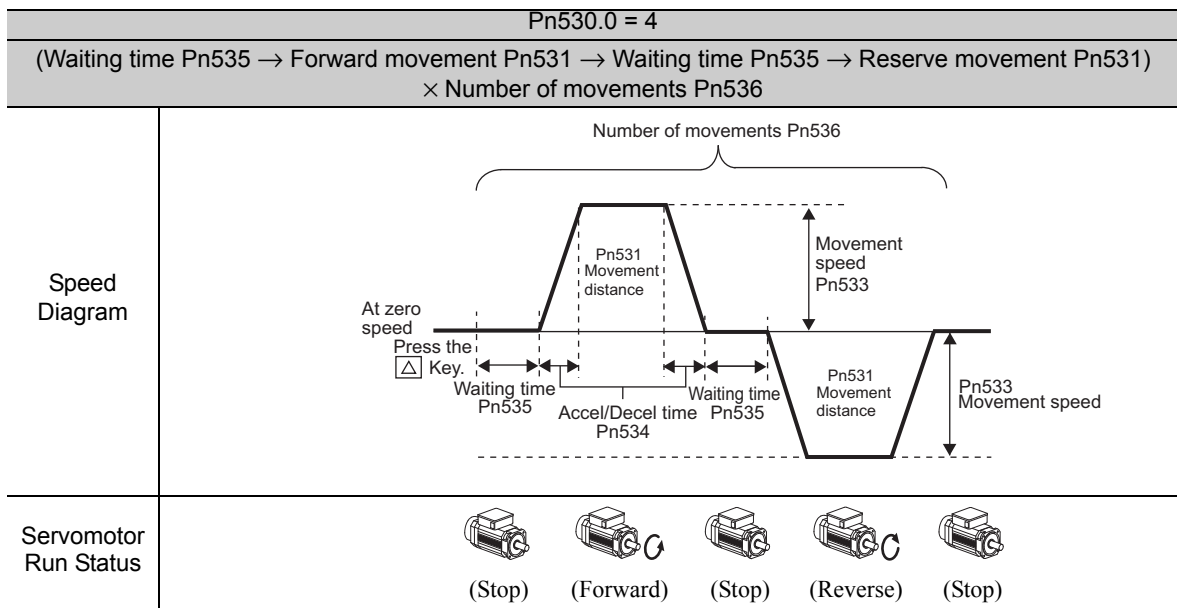 Pn530.0 = 4
(Waiting time Pn535 → Forward movement Pn531 → Waiting time Pn535 → Reserve movement Pn531)
× Number of movements Pn536
Speed
Diagram
Number of movements Pn536
Pn531
Movement
distance
Movement
speed
Pn533
At zero
speed
Press the
△ Key.
Waiting time
Pn535
Accel/Decel time
Pn534
Waiting time
Pn535
Pn531
Movement
distance
Pn533
Movement speed
Servomotor
Run Status
(Stop) (Forward) (Stop) (Reverse) (Stop)